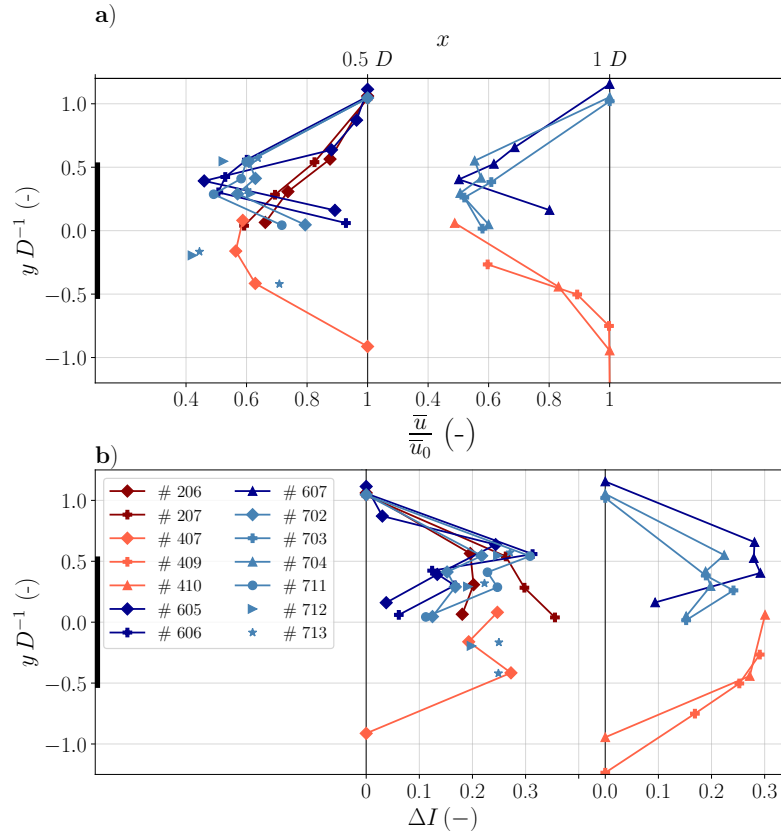 a)
x
0.5 D 1 D
1.0
0.5
0.0
−0.5
−1.0
y D⁻¹ (-)
0.4 0.6 0.8 1 0.4 0.6 0.8 1
u̅ / u̅₀ (-)
b)
# 206 # 607
# 207 # 702
# 407 # 703
# 409 # 704
# 410 # 711
# 605 # 712
# 606 # 713
1.0
0.5
0.0
−0.5
−1.0
y D⁻¹ (-)
0 0.1 0.2 0.3 0.0 0.1 0.2 0.3
ΔI (−)